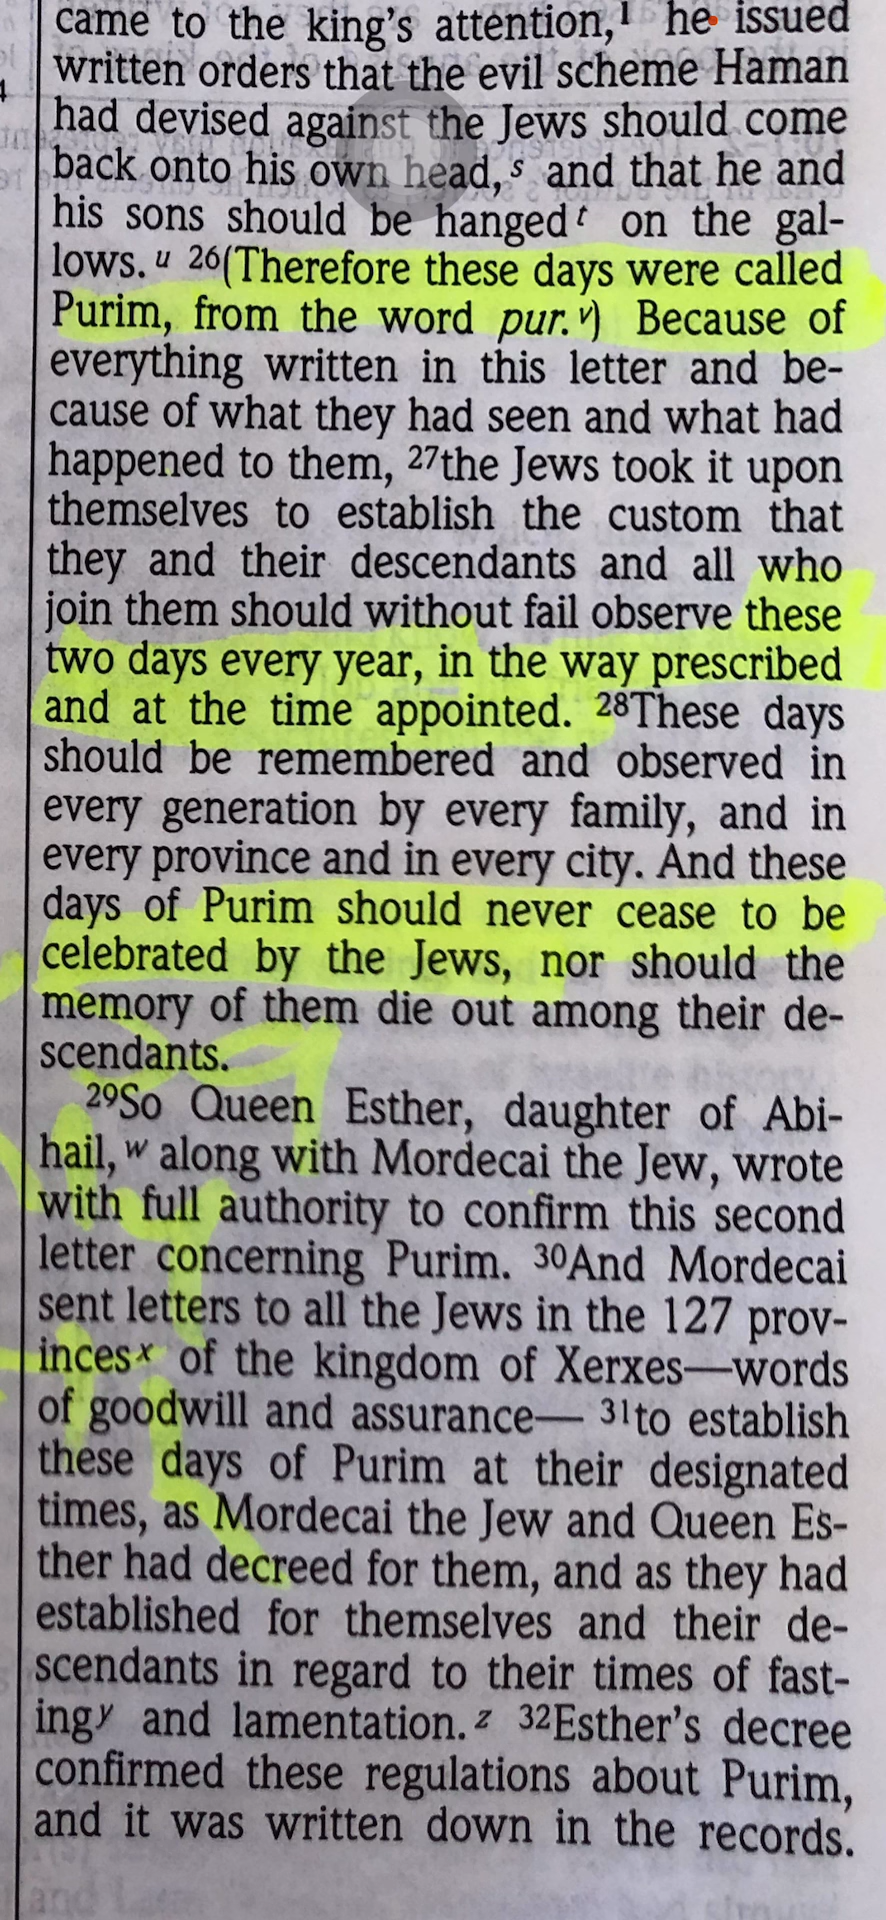 came to the king's attention,¹ he issued
written orders that the evil scheme Haman
had devised against the Jews should come
back onto his own head, s and that he and
his sons should be hanged t on the gal-
lows. u 26(Therefore these days were called
Purim, from the word pur. v) Because of
everything written in this letter and be-
cause of what they had seen and what had
happened to them, 27the Jews took it upon
themselves to establish the custom that
they and their descendants and all who
join them should without fail observe these
two days every year, in the way prescribed
and at the time appointed. 28These days
should be remembered and observed in
every generation by every family, and in
every province and in every city. And these
days of Purim should never cease to be
celebrated by the Jews, nor should the
memory of them die out among their de-
scendants.
29So Queen Esther, daughter of Abi-
hail, w along with Mordecai the Jew, wrote
with full authority to confirm this second
letter concerning Purim. 30And Mordecai
sent letters to all the Jews in the 127 prov-
inces x of the kingdom of Xerxes—words
of goodwill and assurance— 31to establish
these days of Purim at their designated
times, as Mordecai the Jew and Queen Es-
ther had decreed for them, and as they had
established for themselves and their de-
scendants in regard to their times of fast-
ing y and lamentation. z 32Esther's decree
confirmed these regulations about Purim,
and it was written down in the records.